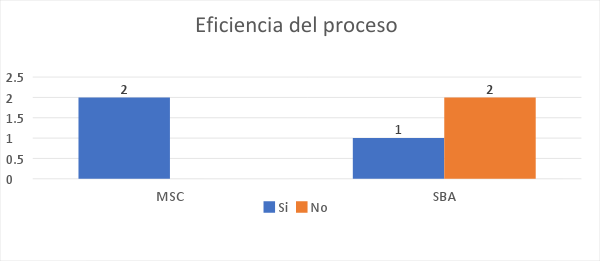 Eficiencia del proceso
2.5
2
1.5
1
0.5
0
2
1
2
MSC
SBA
Si
No